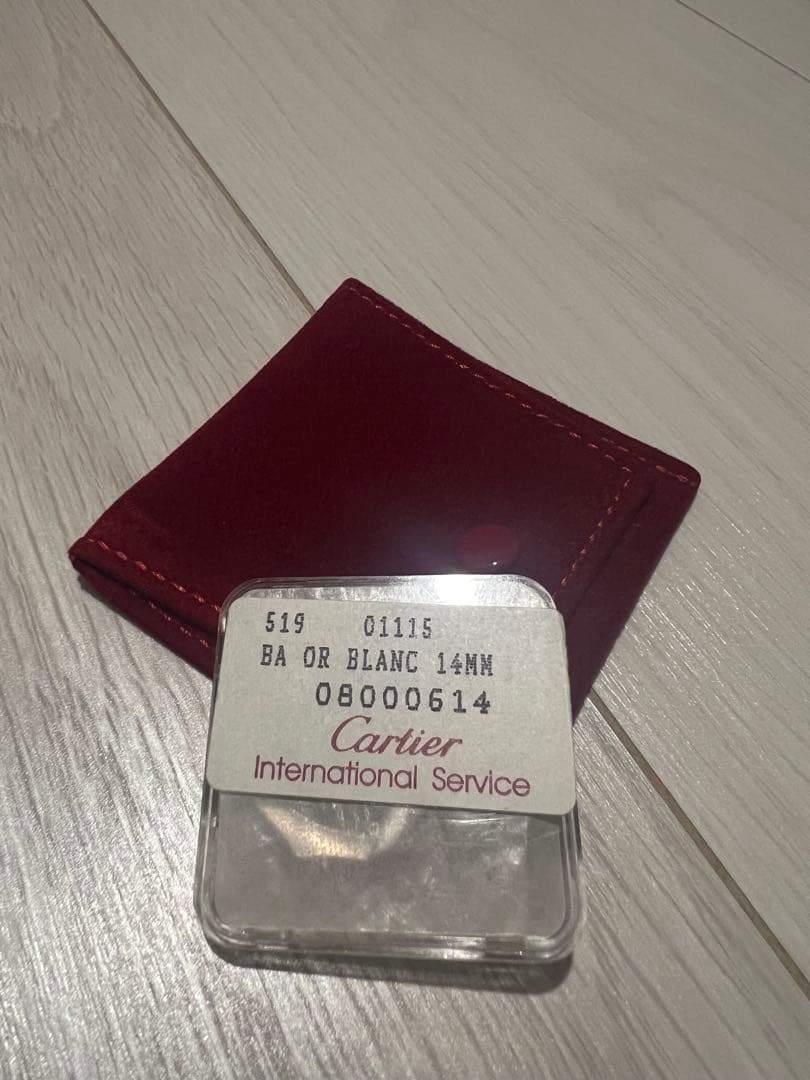 519 01115
BA OR BLANC 14MM
08000614
Cartier
International Service